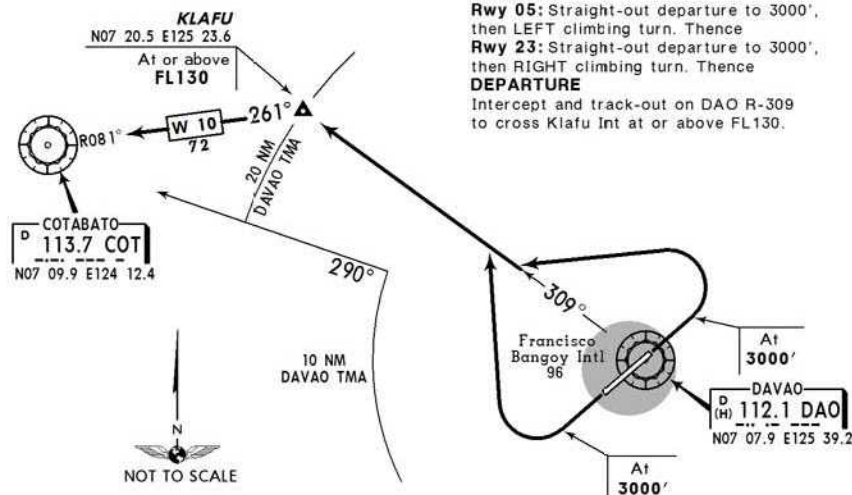 KLAFU
N07 20.5 E125 23.6
At or above
FL130
Rwy 05: Straight-out departure to 3000',
then LEFT climbing turn. Thence
Rwy 23: Straight-out departure to 3000',
then RIGHT climbing turn. Thence
DEPARTURE
Intercept and track-out on DAO R-309
to cross Klafu Int at or above FL130.
R081°
W 10
72
261°
20 NM
DAVAO TMA
COTABATO
D 113.7 COT
N07 09.9 E124 12.4
290°
309°
10 NM
DAVAO TMA
Francisco
Bangoy Intl
96
At
3000'
DAVAO
D
(H) 112.1 DAO
N07 07.9 E125 39.2
N
NOT TO SCALE
At
3000'